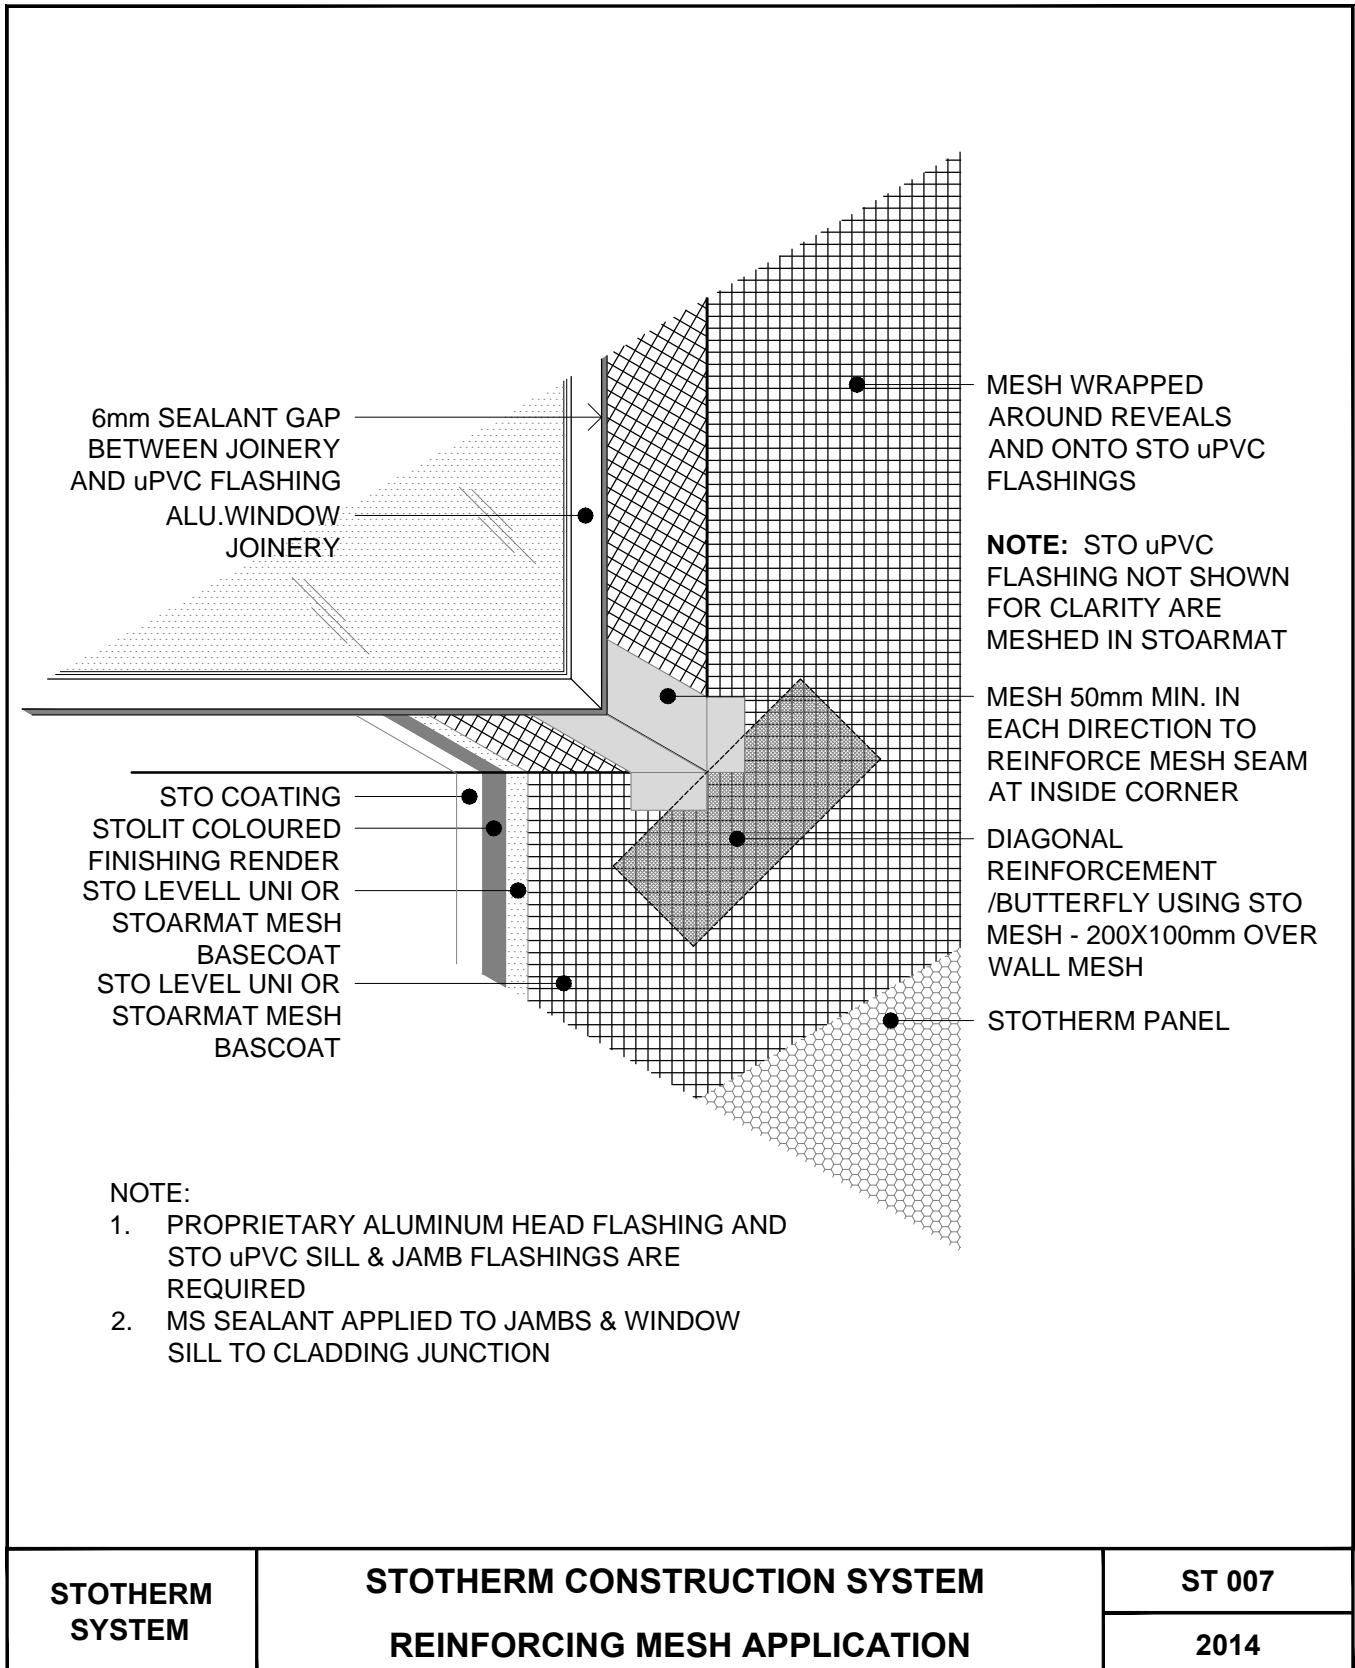 6mm SEALANT GAP
BETWEEN JOINERY
AND uPVC FLASHING
ALU.WINDOW
JOINERY
STO COATING
STOLIT COLOURED
FINISHING RENDER
STO LEVELL UNI OR
STOARMAT MESH
BASECOAT
STO LEVEL UNI OR
STOARMAT MESH
BASCOAT
MESH WRAPPED
AROUND REVEALS
AND ONTO STO uPVC
FLASHINGS
NOTE: STO uPVC
FLASHING NOT SHOWN
FOR CLARITY ARE
MESHED IN STOARMAT
MESH 50mm MIN. IN
EACH DIRECTION TO
REINFORCE MESH SEAM
AT INSIDE CORNER
DIAGONAL
REINFORCEMENT
/BUTTERFLY USING STO
MESH - 200X100mm OVER
WALL MESH
STOTHERM PANEL
NOTE:
1. PROPRIETARY ALUMINUM HEAD FLASHING AND
STO uPVC SILL & JAMB FLASHINGS ARE
REQUIRED
2. MS SEALANT APPLIED TO JAMBS & WINDOW
SILL TO CLADDING JUNCTION
STOTHERM
SYSTEM
STOTHERM CONSTRUCTION SYSTEM
REINFORCING MESH APPLICATION
ST 007
2014